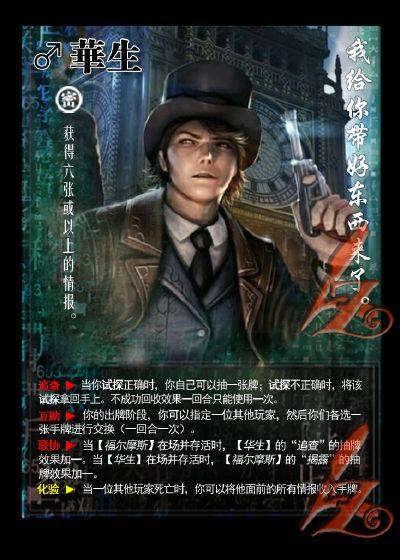 ♂華生
密
获得六张或以上的情报。
我给你带好东西来了。
追查 ▶ 当你试探正确时，你自己可以抽一张牌；试探不正确时，将该
试探拿回手上。不成功回收效果一回合只能使用一次。
互助 ▶ 你的出牌阶段，你可以指定一位其他玩家，然后你们各选一
张手牌进行交换（一回合一次）。
联协 ▶ 当【福尔摩斯】在场并存活时，【华生】的“追查”的抽牌
效果加一。当【华生】在场并存活时，【福尔摩斯】的“揭露”的抽
牌效果加一。
化验 ▶ 当一位其他玩家死亡时，你可以将他面前的所有情报收入手牌。